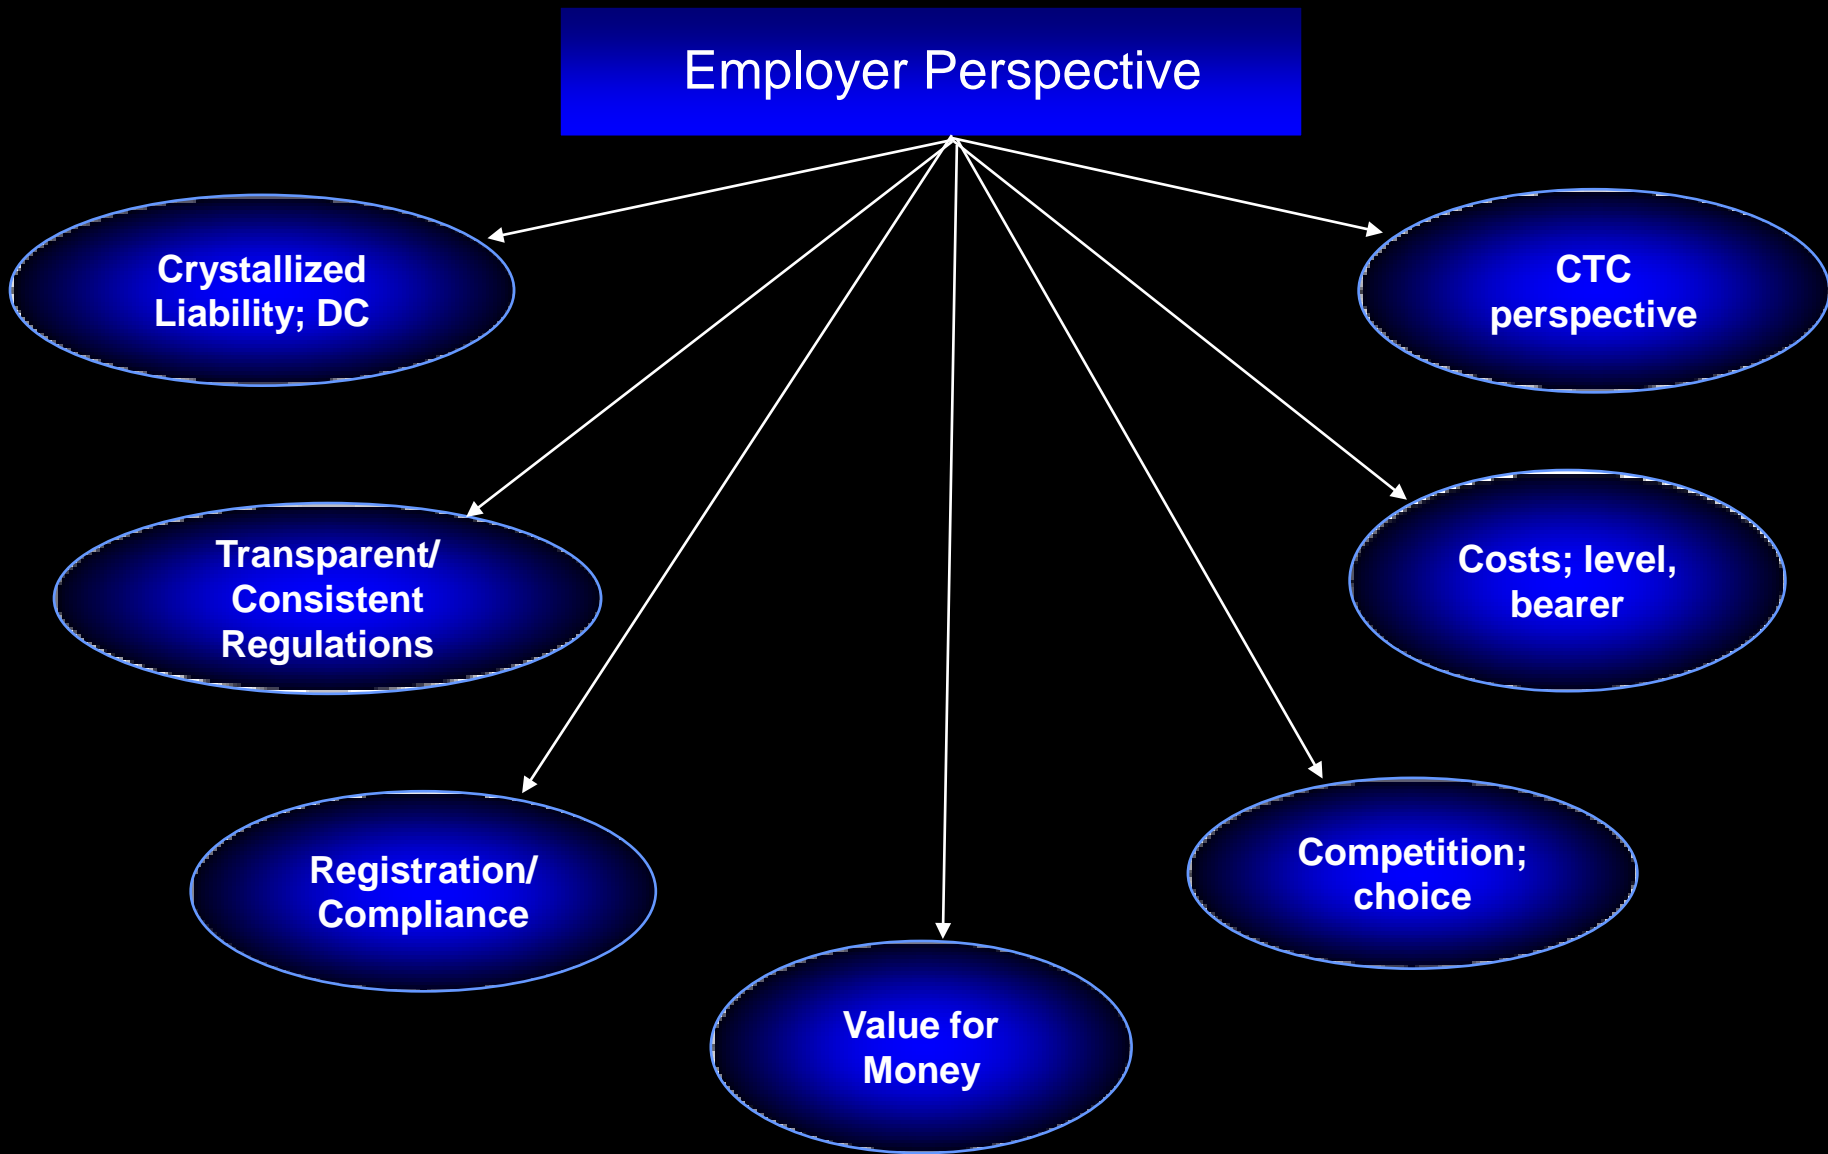 Employer Perspective
Crystallized
Liability; DC
CTC
perspective
Transparent/
Consistent
Regulations
Costs; level,
bearer
Registration/
Compliance
Competition;
choice
Value for
Money